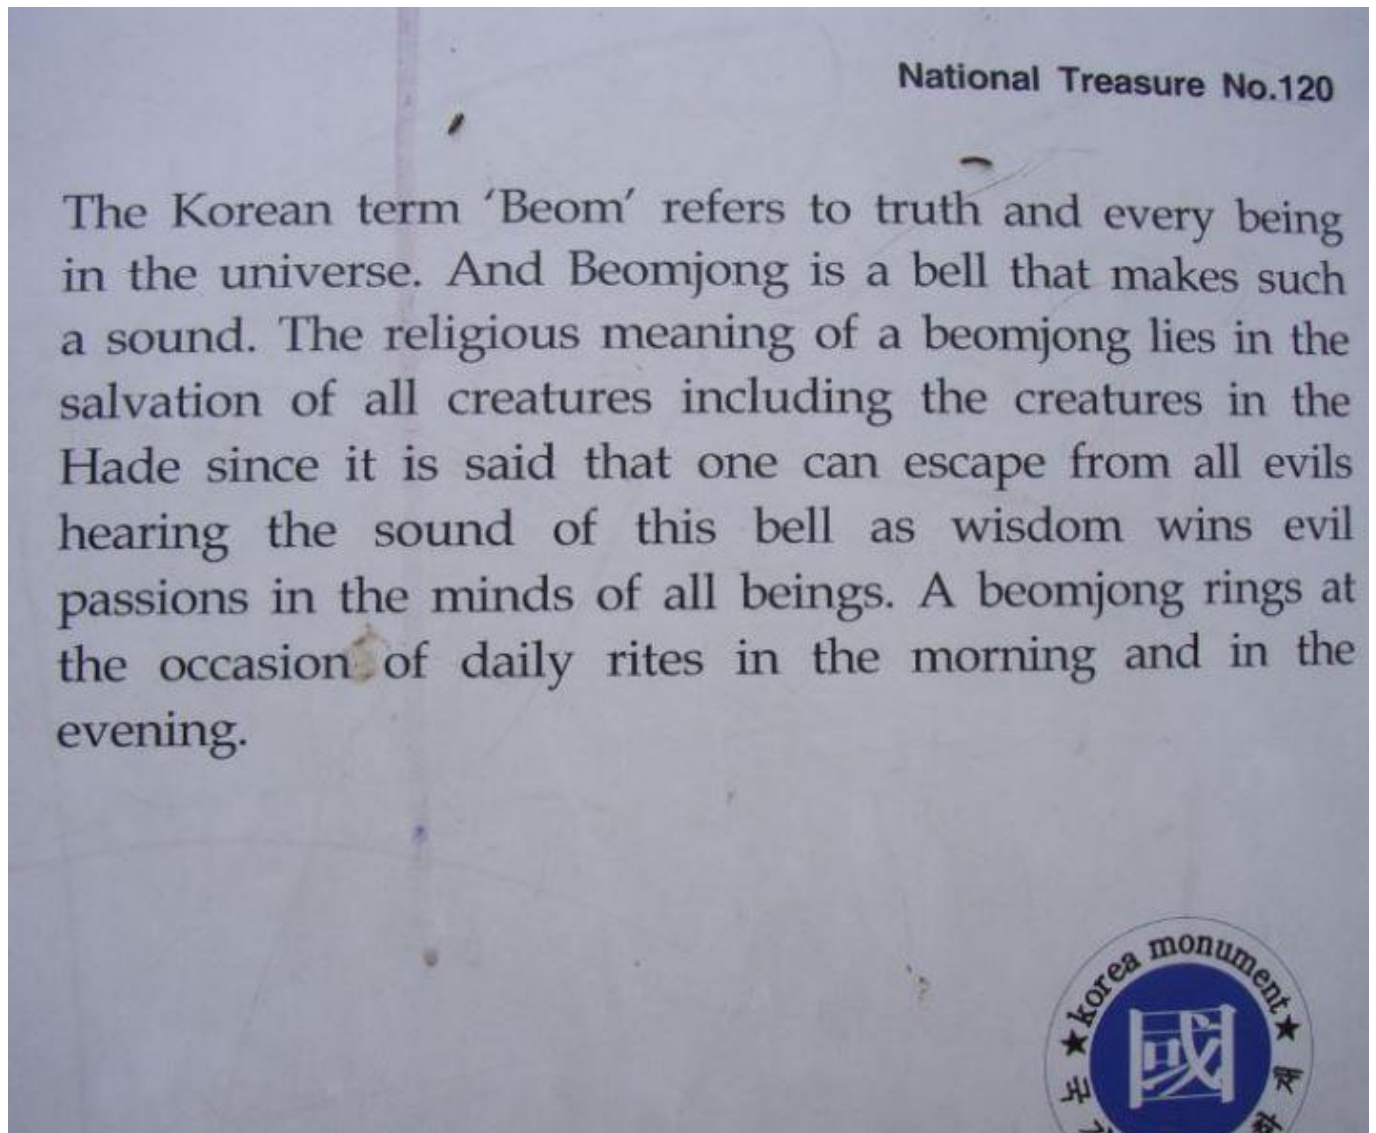 National Treasure No.120
The Korean term ‘Beom’ refers to truth and every being
in the universe. And Beomjong is a bell that makes such
a sound. The religious meaning of a beomjong lies in the
salvation of all creatures including the creatures in the
Hade since it is said that one can escape from all evils
hearing the sound of this bell as wisdom wins evil
passions in the minds of all beings. A beomjong rings at
the occasion of daily rites in the morning and in the
evening.
★korea monument★
國